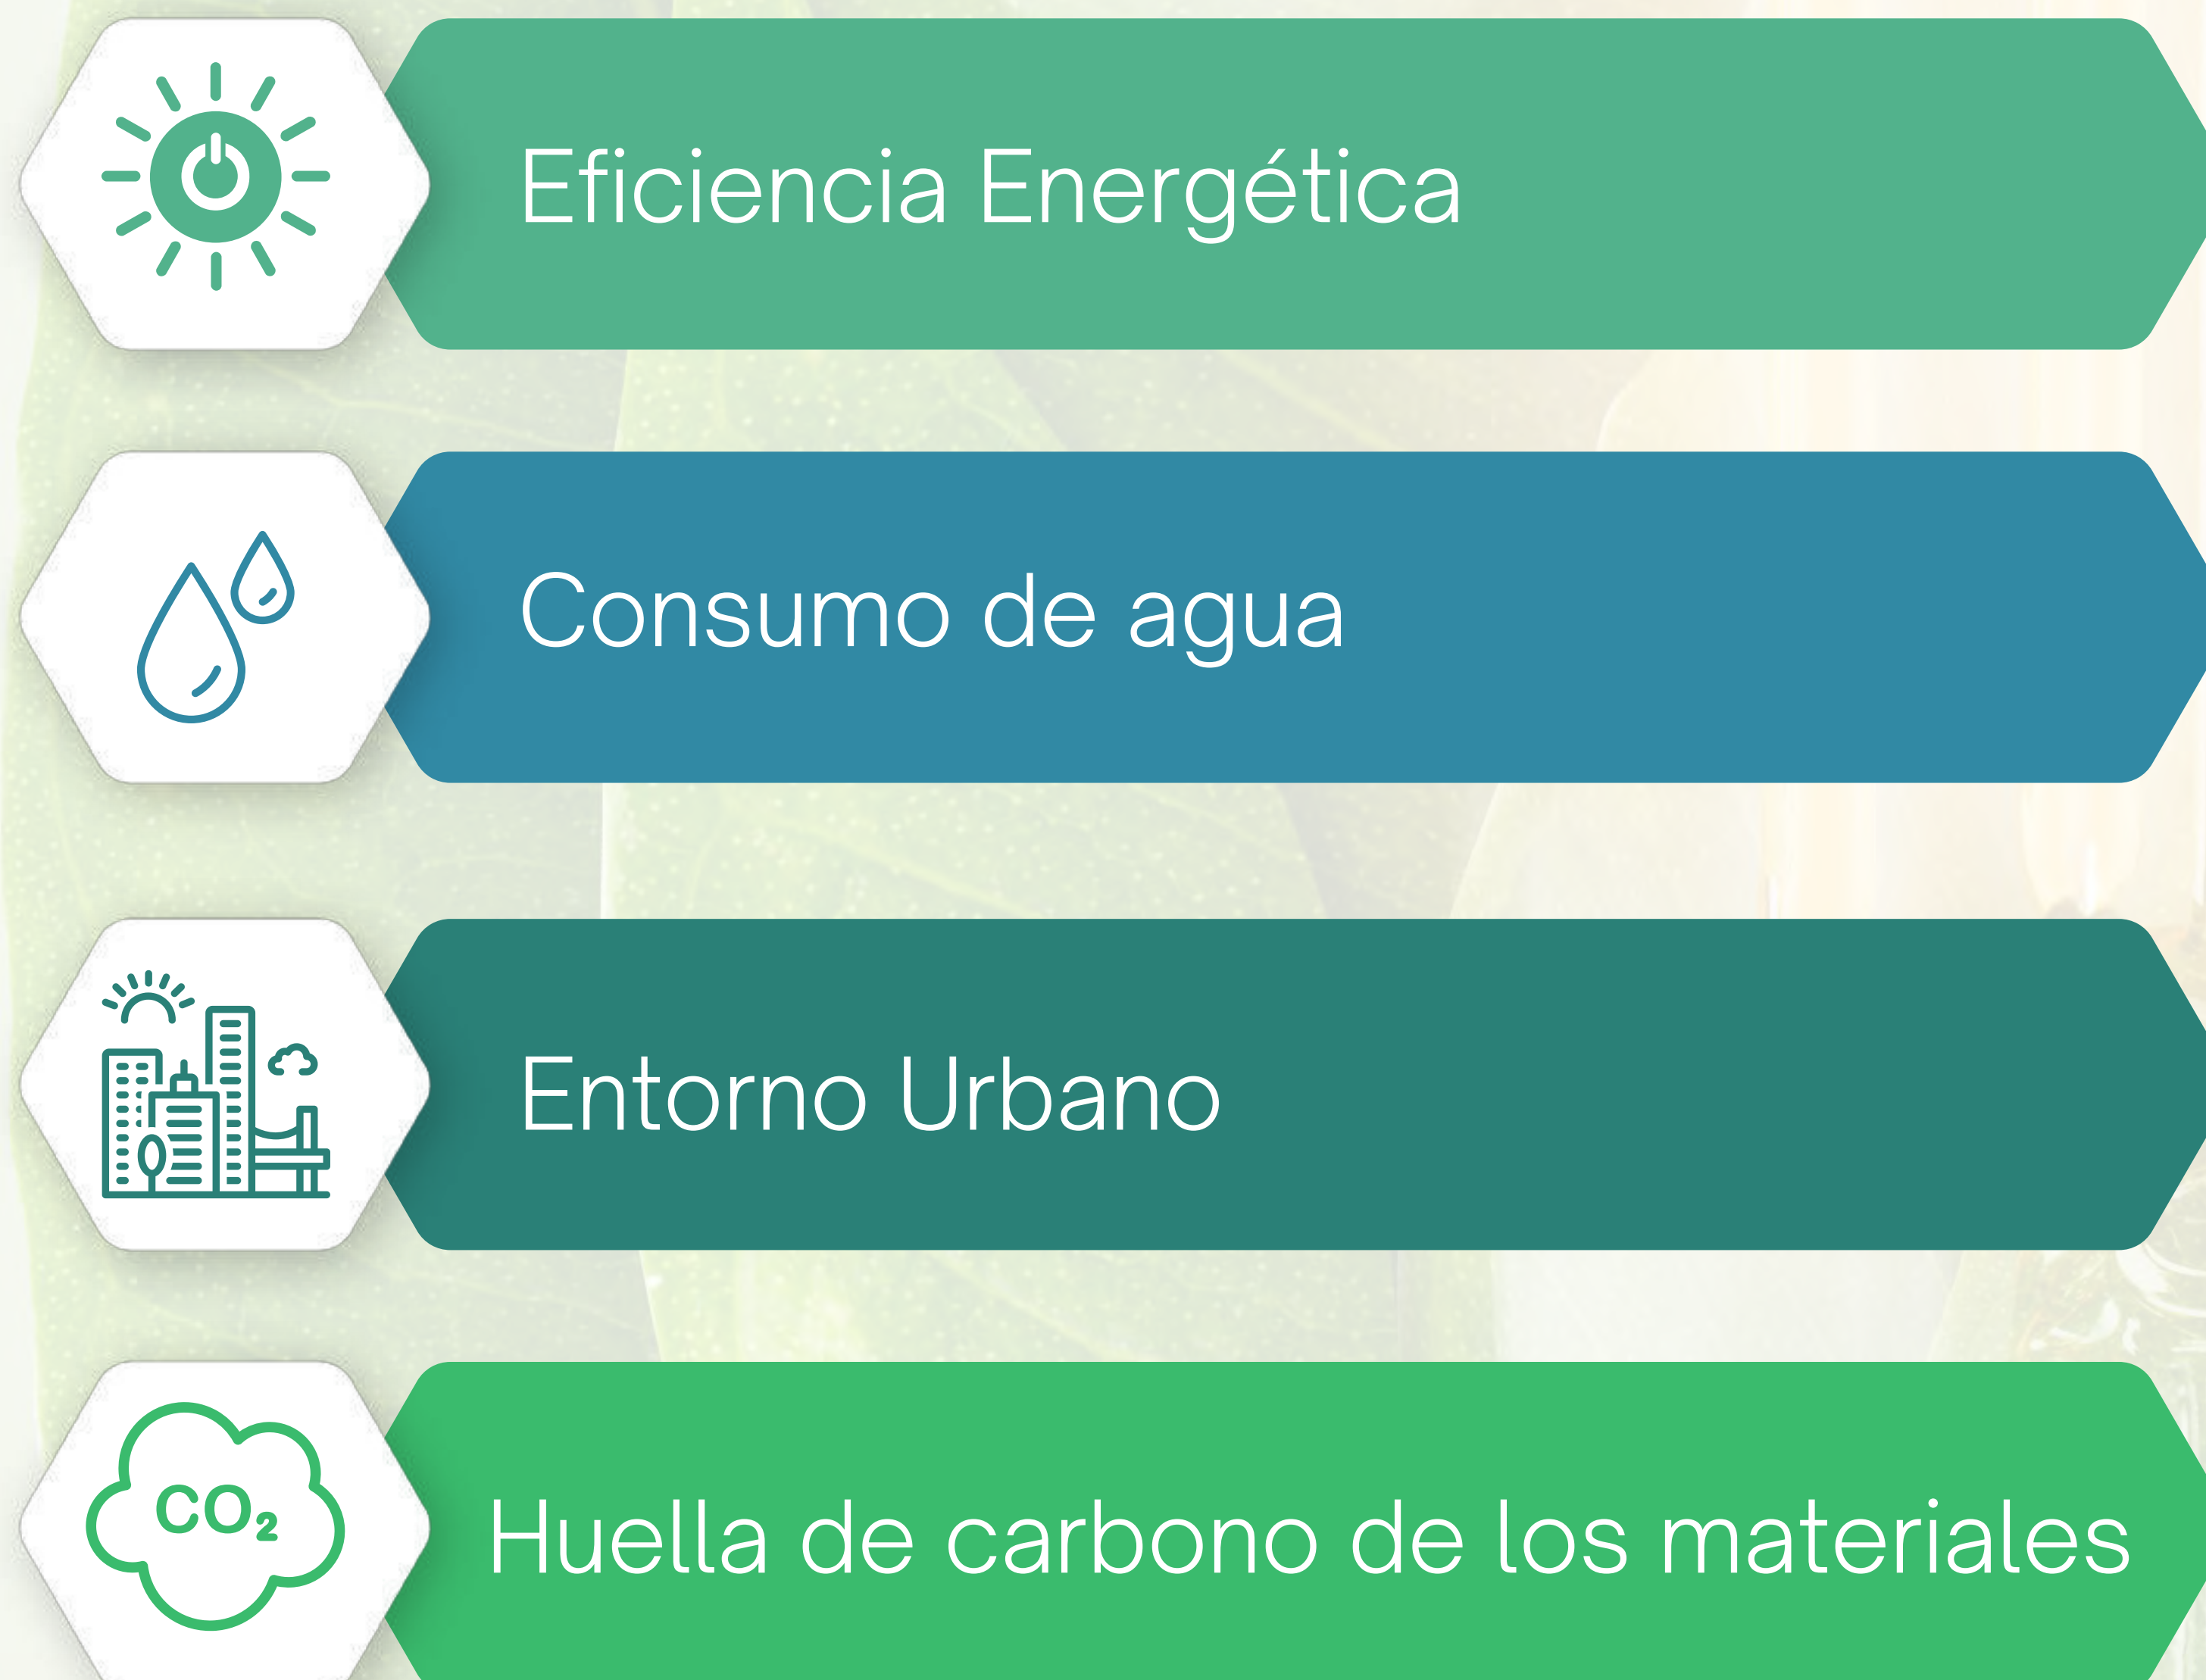 Eficiencia Energética
Consumo de agua
Entorno Urbano
CO₂
Huella de carbono de los materiales